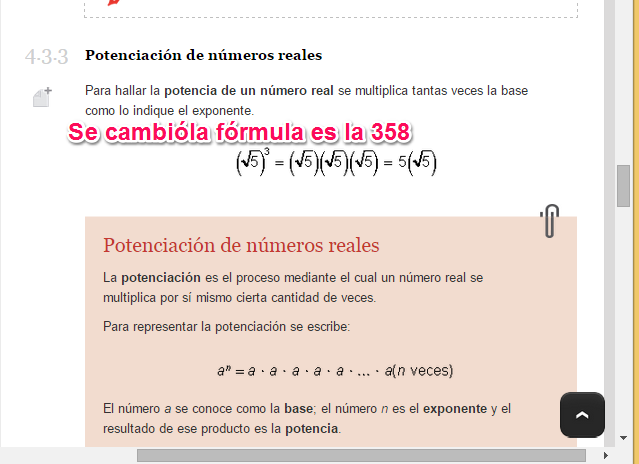 4.3.3 Potenciación de números reales
Para hallar la potencia de un número real se multiplica tantas veces la base
como lo indique el exponente.
Se cambióla fórmula es la 358
(√5)³ = (√5)(√5)(√5) = 5(√5)
Potenciación de números reales
La potenciación es el proceso mediante el cual un número real se
multiplica por sí mismo cierta cantidad de veces.
Para representar la potenciación se escribe:
aⁿ = a · a · a · a · a · ... · a(n veces)
El número a se conoce como la base; el número n es el exponente y el
resultado de ese producto es la potencia.